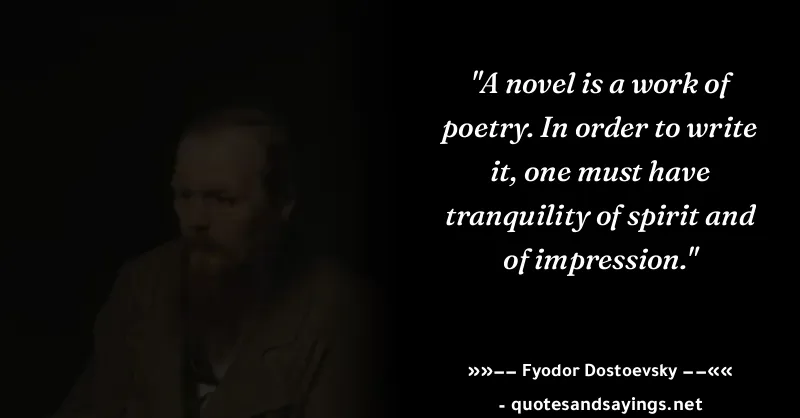 "A novel is a work of
poetry. In order to write
it, one must have
tranquility of spirit and
of impression."
»»–– Fyodor Dostoevsky ––««
- quotesandsayings.net